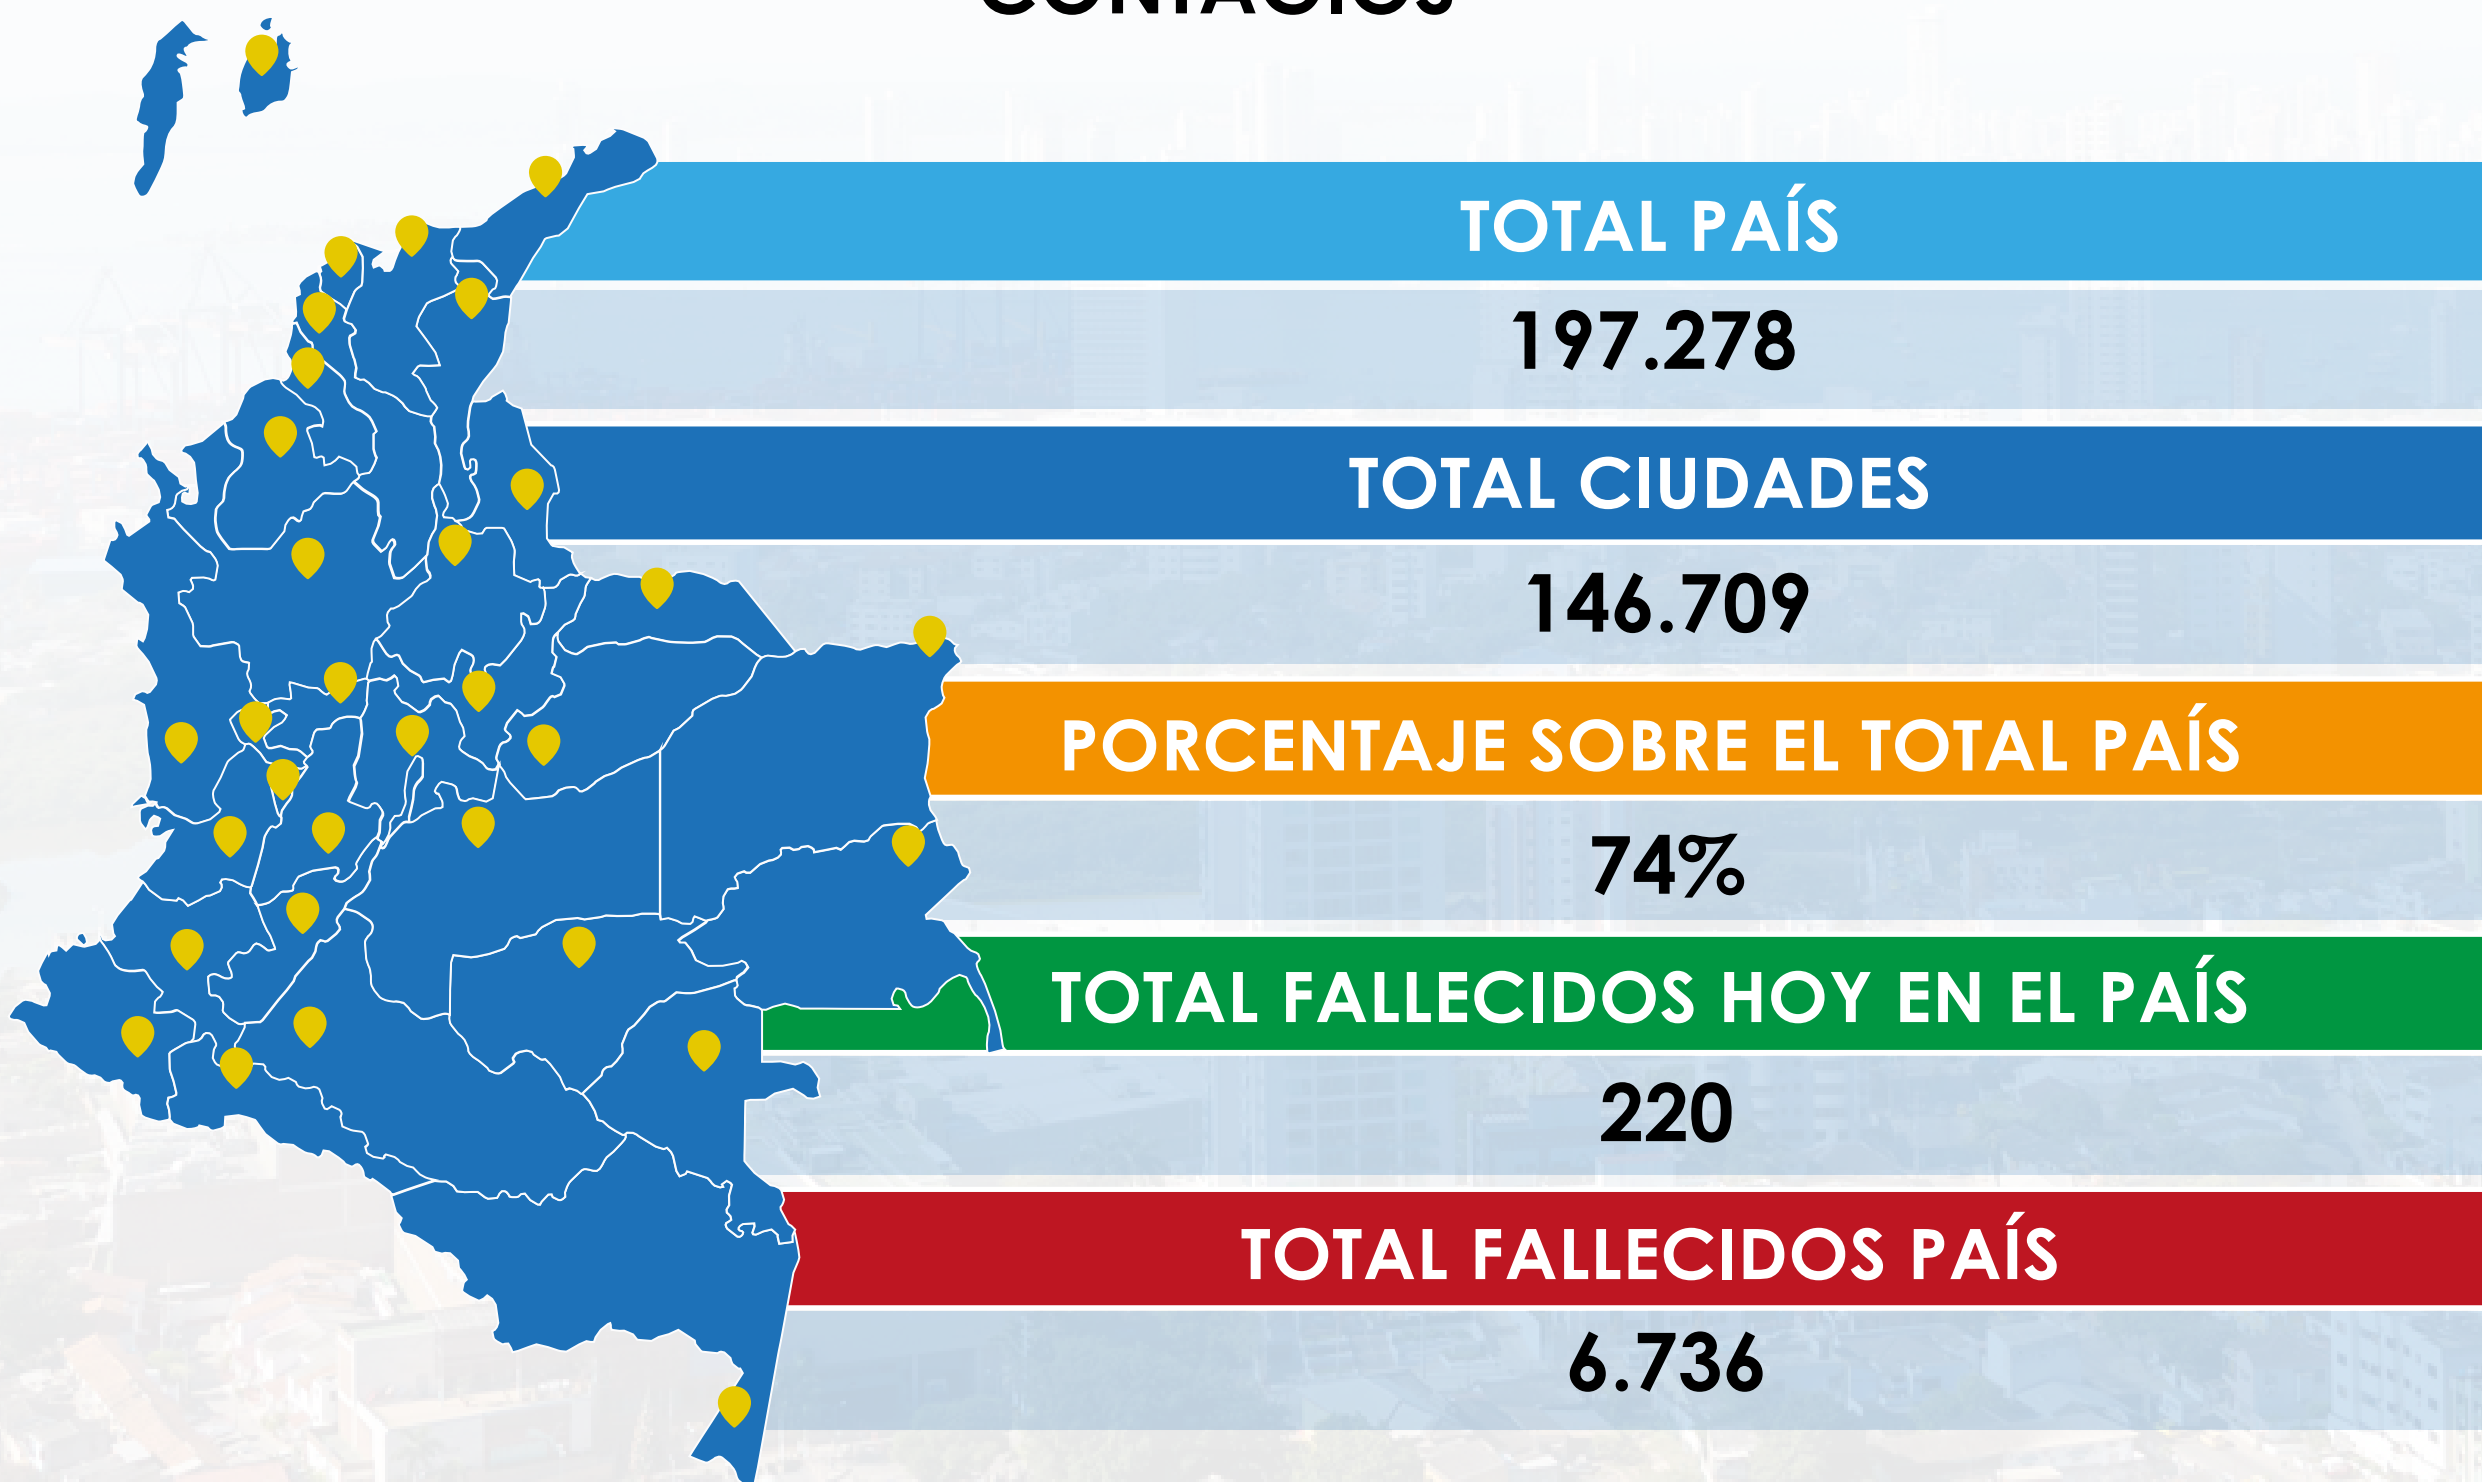 CONTAGIOS
TOTAL PAÍS
197.278
TOTAL CIUDADES
146.709
PORCENTAJE SOBRE EL TOTAL PAÍS
74%
TOTAL FALLECIDOS HOY EN EL PAÍS
220
TOTAL FALLECIDOS PAÍS
6.736